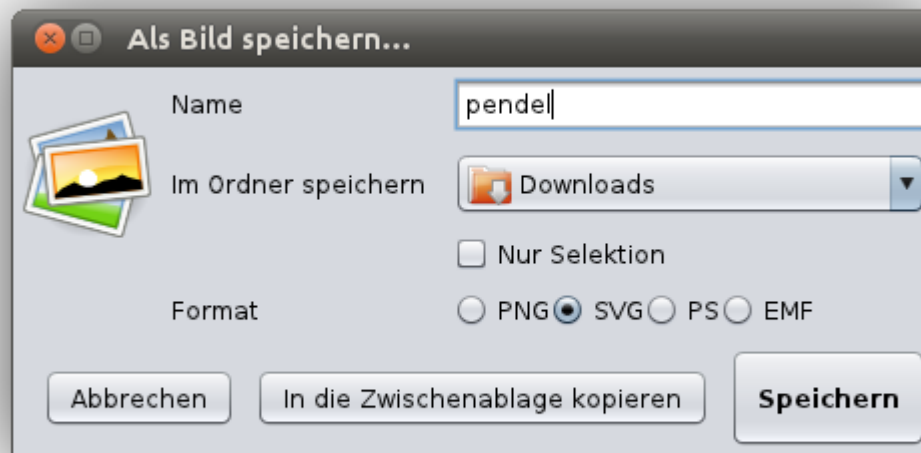 Als Bild speichern...
Name
pendel
Im Ordner speichern
Downloads
Nur Selektion
Format
PNG SVG PS EMF
Abbrechen In die Zwischenablage kopieren Speichern